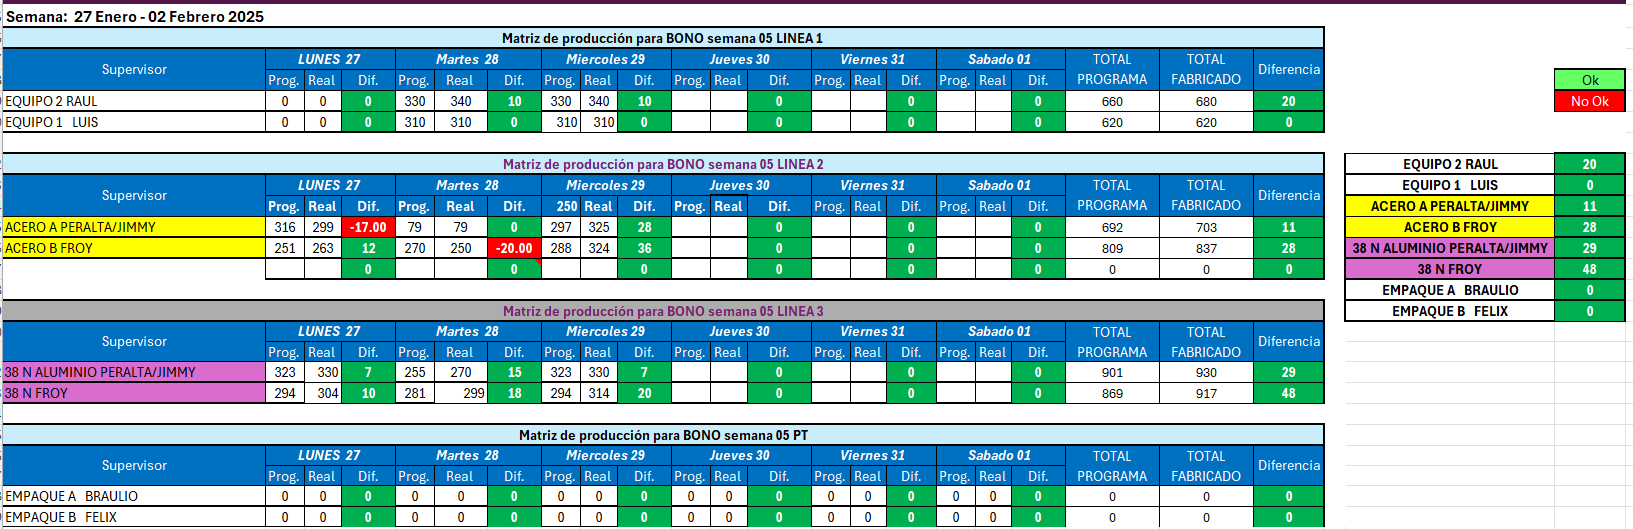 Semana: 27 Enero - 02 Febrero 2025
Matriz de producción para BONO semana 05 LINEA 1
Supervisor LUNES 27 Martes 28 Miercoles 29 Jueves 30 Viernes 31 Sabado 01 TOTAL PROGRAMA TOTAL FABRICADO Diferencia
Prog. Real Dif. Prog. Real Dif. Prog. Real Dif. Prog. Real Dif. Prog. Real Dif. Prog. Real Dif.
EQUIPO 2 RAUL 0 0 0 330 340 10 330 340 10 0 0 0 660 680 20
EQUIPO 1 LUIS 0 0 0 310 310 0 310 310 0 0 0 0 620 620 0
Ok
No Ok
Matriz de producción para BONO semana 05 LINEA 2
Supervisor LUNES 27 Martes 28 Miercoles 29 Jueves 30 Viernes 31 Sabado 01 TOTAL PROGRAMA TOTAL FABRICADO Diferencia
Prog. Real Dif. Prog. Real Dif. 250 Real Dif. Prog. Real Dif. Prog. Real Dif. Prog. Real Dif.
ACERO A PERALTA/JIMMY 316 299 -17.00 79 79 0 297 325 28 0 0 0 692 703 11
ACERO B FROY 251 263 12 270 250 -20.00 288 324 36 0 0 0 809 837 28
0 0 0 0 0 0 0 0 0
EQUIPO 2 RAUL 20
EQUIPO 1 LUIS 0
ACERO A PERALTA/JIMMY 11
ACERO B FROY 28
38 N ALUMINIO PERALTA/JIMMY 29
38 N FROY 48
EMPAQUE A BRAULIO 0
EMPAQUE B FELIX 0
Matriz de producción para BONO semana 05 LINEA 3
Supervisor LUNES 27 Martes 28 Miercoles 29 Jueves 30 Viernes 31 Sabado 01 TOTAL PROGRAMA TOTAL FABRICADO Diferencia
Prog. Real Dif. Prog. Real Dif. Prog. Real Dif. Prog. Real Dif. Prog. Real Dif. Prog. Real Dif.
38 N ALUMINIO PERALTA/JIMMY 323 330 7 255 270 15 323 330 7 0 0 0 901 930 29
38 N FROY 294 304 10 281 299 18 294 314 20 0 0 0 869 917 48
Matriz de producción para BONO semana 05 PT
Supervisor LUNES 27 Martes 28 Miercoles 29 Jueves 30 Viernes 31 Sabado 01 TOTAL PROGRAMA TOTAL FABRICADO Diferencia
Prog. Real Dif. Prog. Real Dif. Prog. Real Dif. Prog. Real Dif. Prog. Real Dif. Prog. Real Dif.
EMPAQUE A BRAULIO 0 0 0 0 0 0 0 0 0 0 0 0 0 0 0 0 0 0 0 0 0
EMPAQUE B FELIX 0 0 0 0 0 0 0 0 0 0 0 0 0 0 0 0 0 0 0 0 0